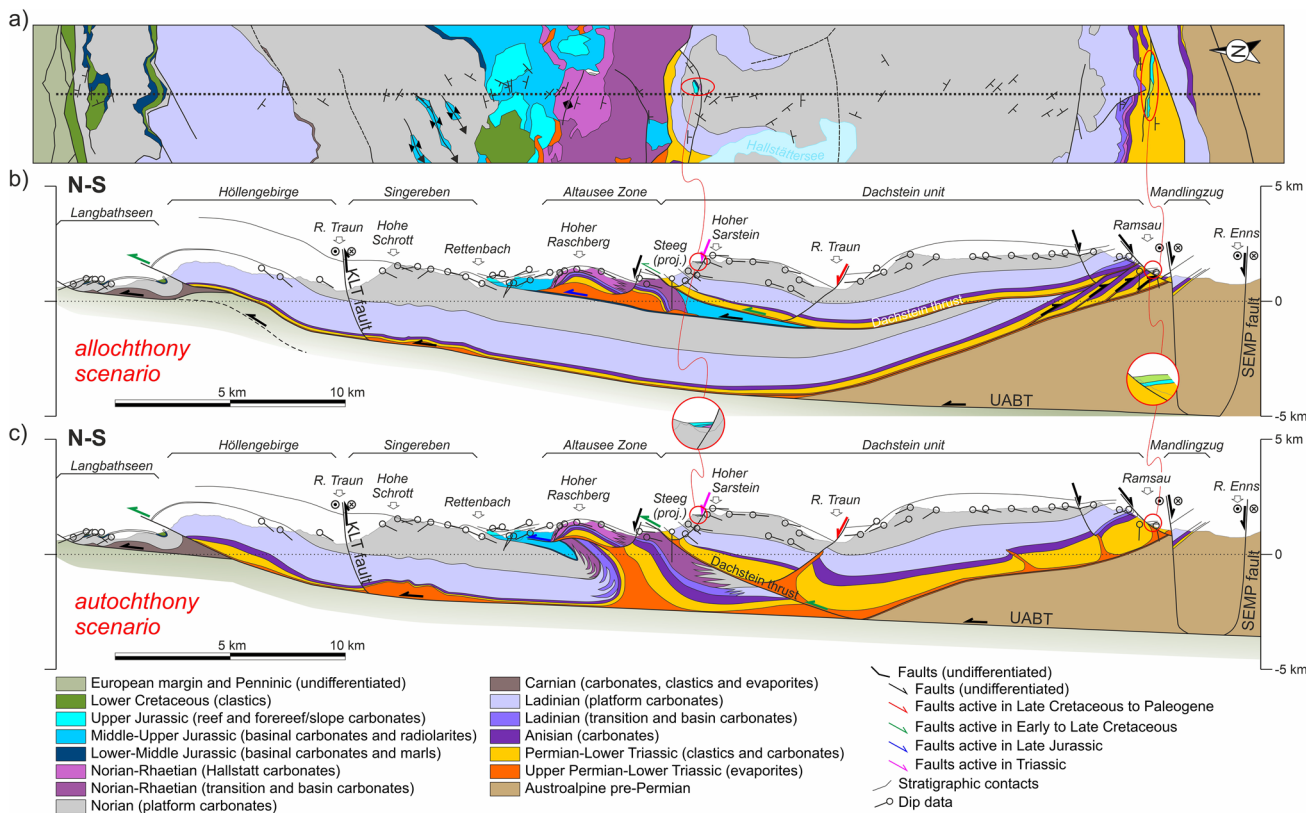 a)
N
Hallstättersee
b)
N-S
5 km
Höllengebirge
Singereben
Altausee Zone
Dachstein unit
Mandlingzug
Langbathseen
R. Traun
Hohe
Schrott
Rettenbach
Hoher
Raschberg
Steeg
(proj.)
Hoher
Sarstein
R. Traun
Ramsau
R. Enns
KLT fault
Dachstein thrust
SEMP fault
0
0
allochthony
scenario
5 km
10 km
UABT
-5 km
c)
N-S
5 km
Höllengebirge
Singereben
Altausee Zone
Dachstein unit
Mandlingzug
Langbathseen
R. Traun
Hohe
Schrott
Rettenbach
Hoher
Raschberg
Steeg
(proj.)
Hoher
Sarstein
R. Traun
Ramsau
R. Enns
KLT fault
Dachstein thrust
SEMP fault
0
0
autochthony
scenario
5 km
10 km
UABT
-5 km
European margin and Penninic (undifferentiated)
Lower Cretaceous (clastics)
Upper Jurassic (reef and forereef/slope carbonates)
Middle-Upper Jurassic (basinal carbonates and radiolarites)
Lower-Middle Jurassic (basinal carbonates and marls)
Norian-Rhaetian (Hallstatt carbonates)
Norian-Rhaetian (transition and basin carbonates)
Norian (platform carbonates)
Carnian (carbonates, clastics and evaporites)
Ladinian (platform carbonates)
Ladinian (transition and basin carbonates)
Anisian (carbonates)
Permian-Lower Triassic (clastics and carbonates)
Upper Permian-Lower Triassic (evaporites)
Austroalpine pre-Permian
Faults (undifferentiated)
Faults (undifferentiated)
Faults active in Late Cretaceous to Paleogene
Faults active in Early to Late Cretaceous
Faults active in Late Jurassic
Faults active in Triassic
Stratigraphic contacts
Dip data